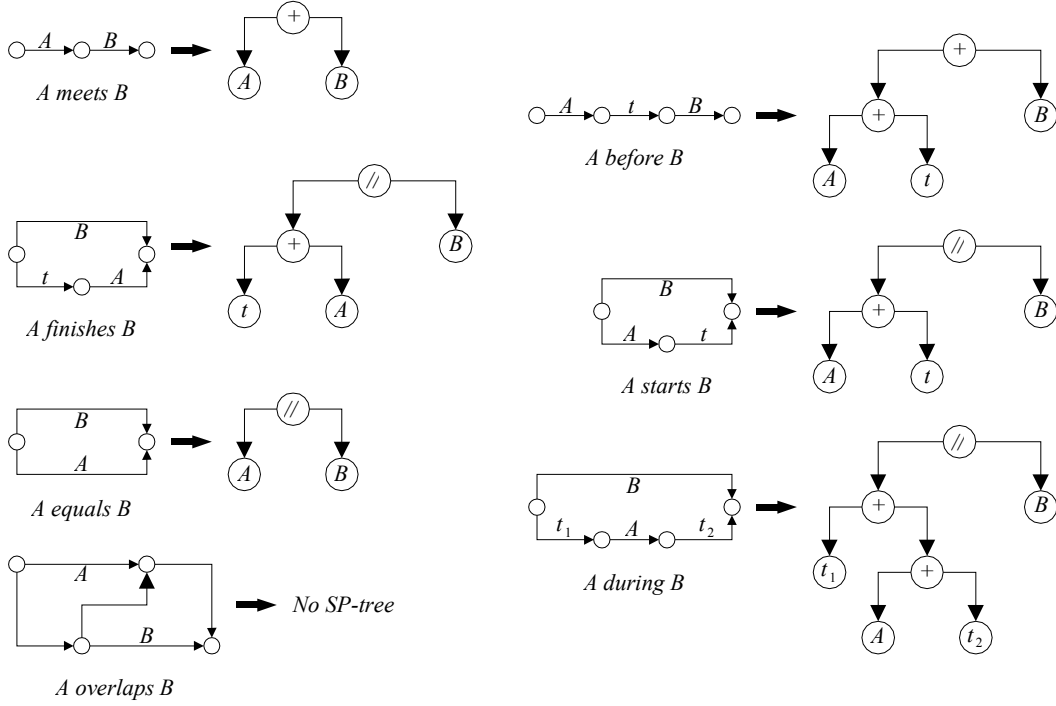 A B
+
A B
A meets B
B
t A
//
+ B
t A
A finishes B
B
A
//
A B
A equals B
A
B
No SP-tree
A overlaps B
A t B
+
+ B
A t
A before B
B
A t
//
+ B
A t
A starts B
B
t1 A t2
//
+ B
t1 +
A t2
A during B